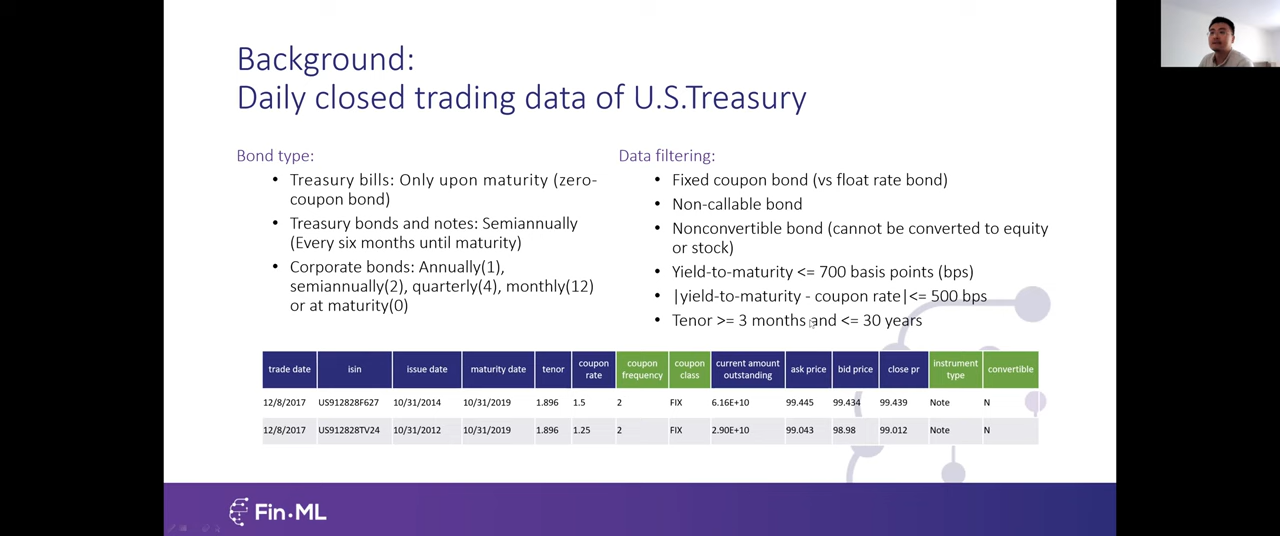 Background:
Daily closed trading data of U.S.Treasury
Bond type:
• Treasury bills: Only upon maturity (zero-
coupon bond)
• Treasury bonds and notes: Semiannually
(Every six months until maturity)
• Corporate bonds: Annually(1),
semiannually(2), quarterly(4), monthly(12)
or at maturity(0)
Data filtering:
• Fixed coupon bond (vs float rate bond)
• Non-callable bond
• Nonconvertible bond (cannot be converted to equity
or stock)
• Yield-to-maturity <= 700 basis points (bps)
• |yield-to-maturity - coupon rate|<= 500 bps
• Tenor >= 3 months and <= 30 years
trade date isin issue date maturity date tenor coupon rate coupon frequency coupon class current amount outstanding ask price bid price close pr instrument type convertible
12/8/2017 US912828F627 10/31/2014 10/31/2019 1.896 1.5 2 FIX 6.16E+10 99.445 99.434 99.439 Note N
12/8/2017 US912828TV24 10/31/2012 10/31/2019 1.896 1.25 2 FIX 2.90E+10 99.043 98.98 99.012 Note N
Fin·ML